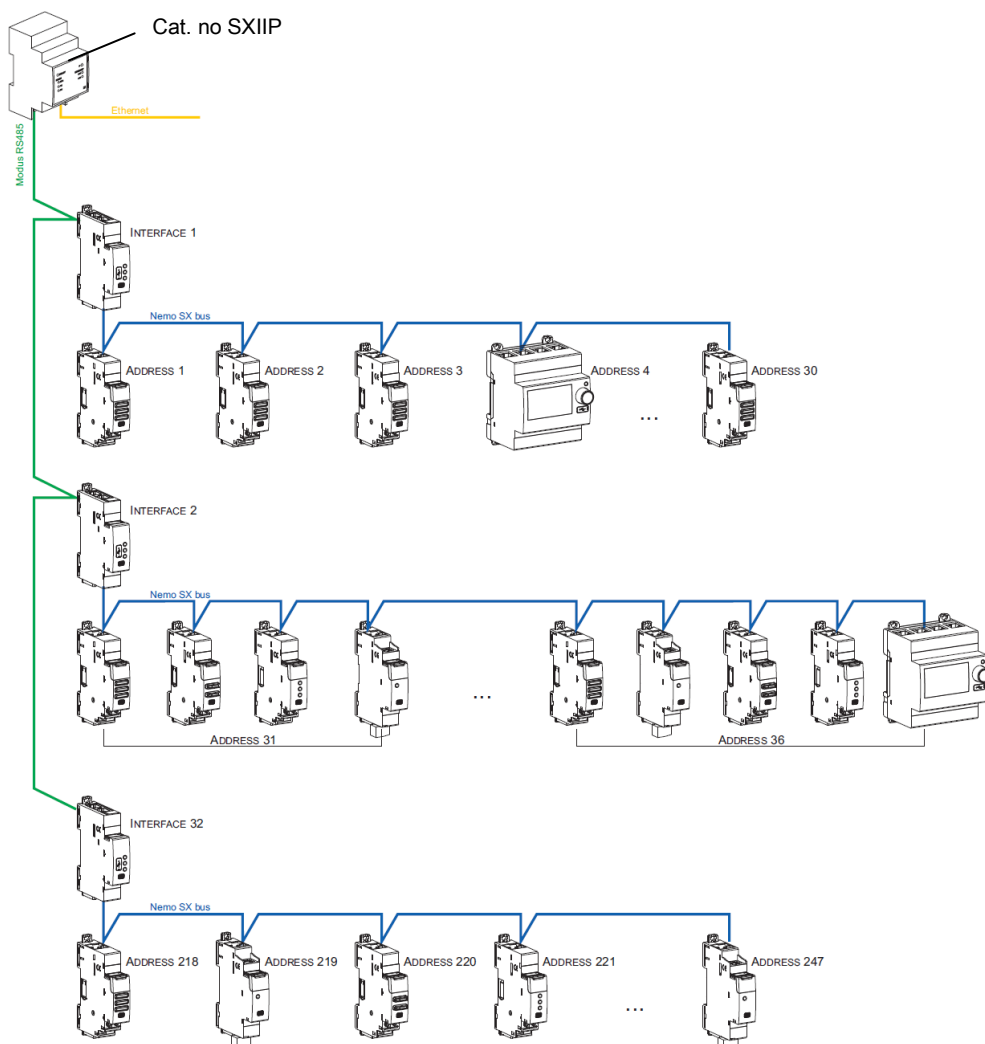 Cat. no SXIIP
Ethernet
Modus RS485
INTERFACE 1
Nemo SX bus
ADDRESS 1
ADDRESS 2
ADDRESS 3
ADDRESS 4
ADDRESS 30
...
INTERFACE 2
Nemo SX bus
...
ADDRESS 31
ADDRESS 36
INTERFACE 32
Nemo SX bus
ADDRESS 218
ADDRESS 219
ADDRESS 220
ADDRESS 221
ADDRESS 247
...